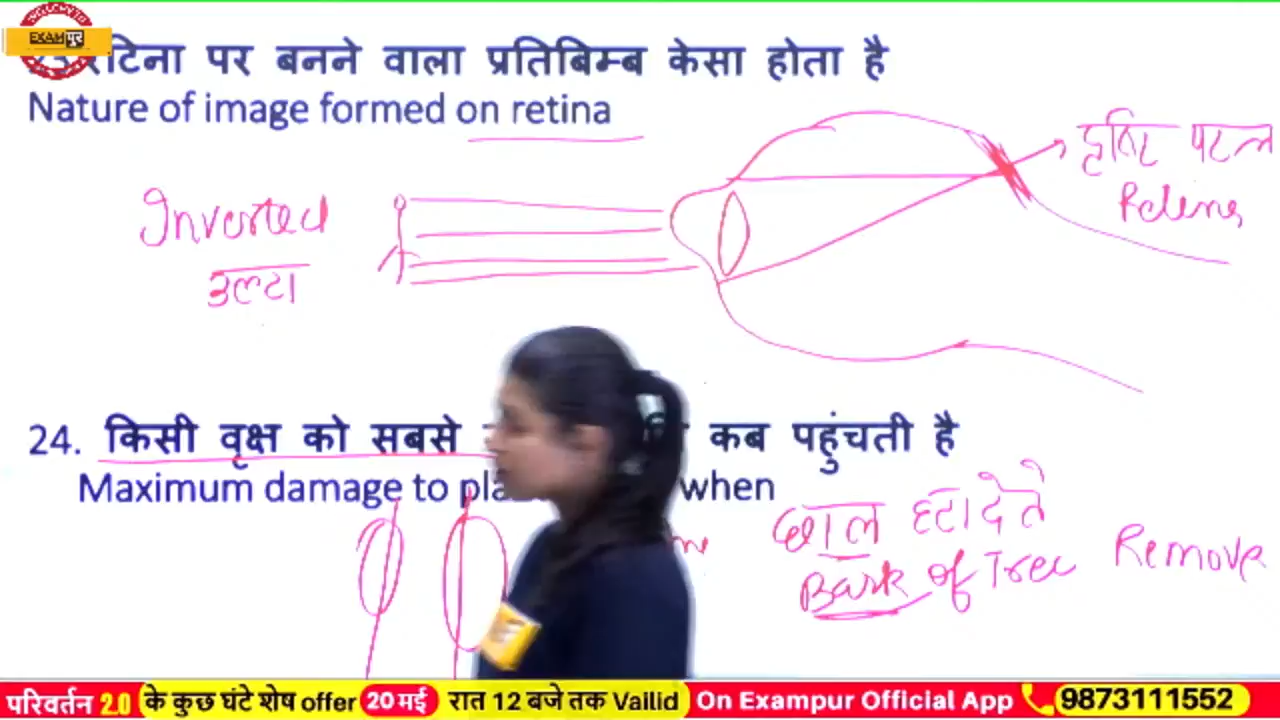 EXAMपुर
रेटिना पर बनने वाला प्रतिबिम्ब केसा होता है
Nature of image formed on retina
दृष्टि पटल
Retina
Inverted
उल्टा
24. किसी वृक्ष को सबसे कब पहुंचती है
Maximum damage to pla when
छाल हटा देते
Bark of Tree Remove
परिवर्तन 2.0 के कुछ घंटे शेष offer 20 मई रात 12 बजे तक Vailid On Exampur Official App 9873111552